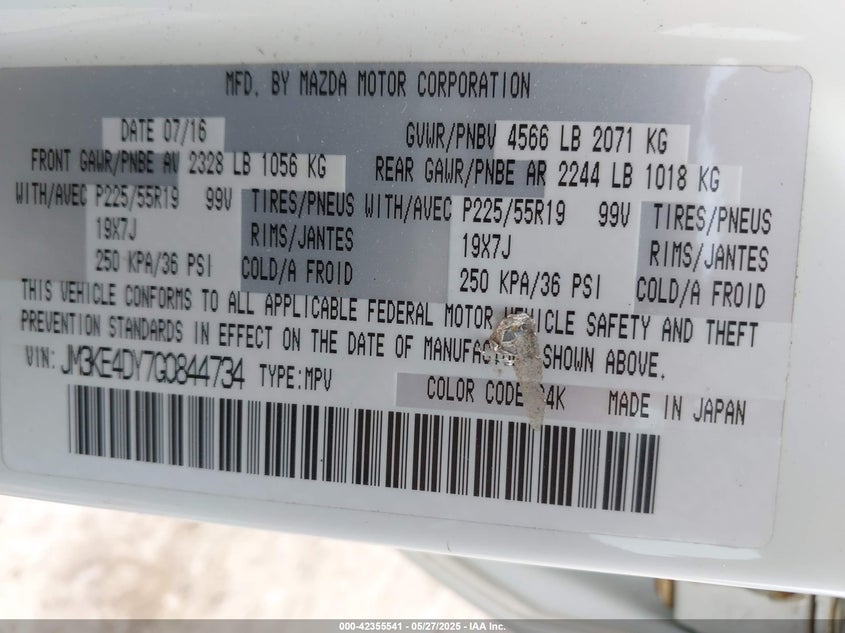 MFD. BY MAZDA MOTOR CORPORATION
DATE 07/16 GVWR/PNBV 4566 LB 2071 KG
FRONT GAWR/PNBE AV 2328 LB 1056 KG REAR GAWR/PNBE AR 2244 LB 1018 KG
WITH/AVEC P225/55R19 99V TIRES/PNEUS WITH/AVEC P225/55R19 99V TIRES/PNEUS
19X7J RIMS/JANTES 19X7J RIMS/JANTES
250 KPA/36 PSI COLD/A FROID 250 KPA/36 PSI COLD/A FROID
THIS VEHICLE CONFORMS TO ALL APPLICABLE FEDERAL MOTOR VEHICLE SAFETY AND THEFT
PREVENTION STANDARDS IN EFFECT ON THE DATE OF SHOWN ABOVE.
VIN: JM3KE4DY7G0844734 TYPE:MPV
COLOR CODE MADE IN JAPAN
000-42355541 - 05/27/2025 - IAA Inc.